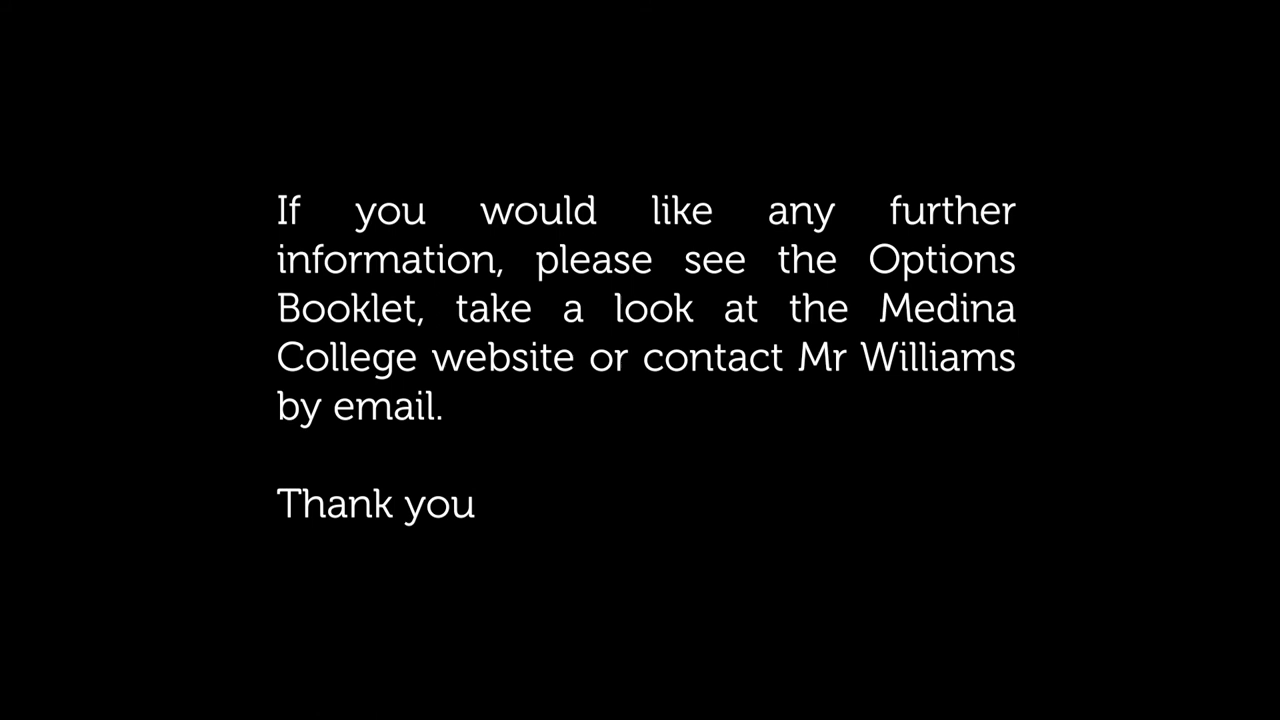 If you would like any further
information, please see the Options
Booklet, take a look at the Medina
College website or contact Mr Williams
by email.
Thank you